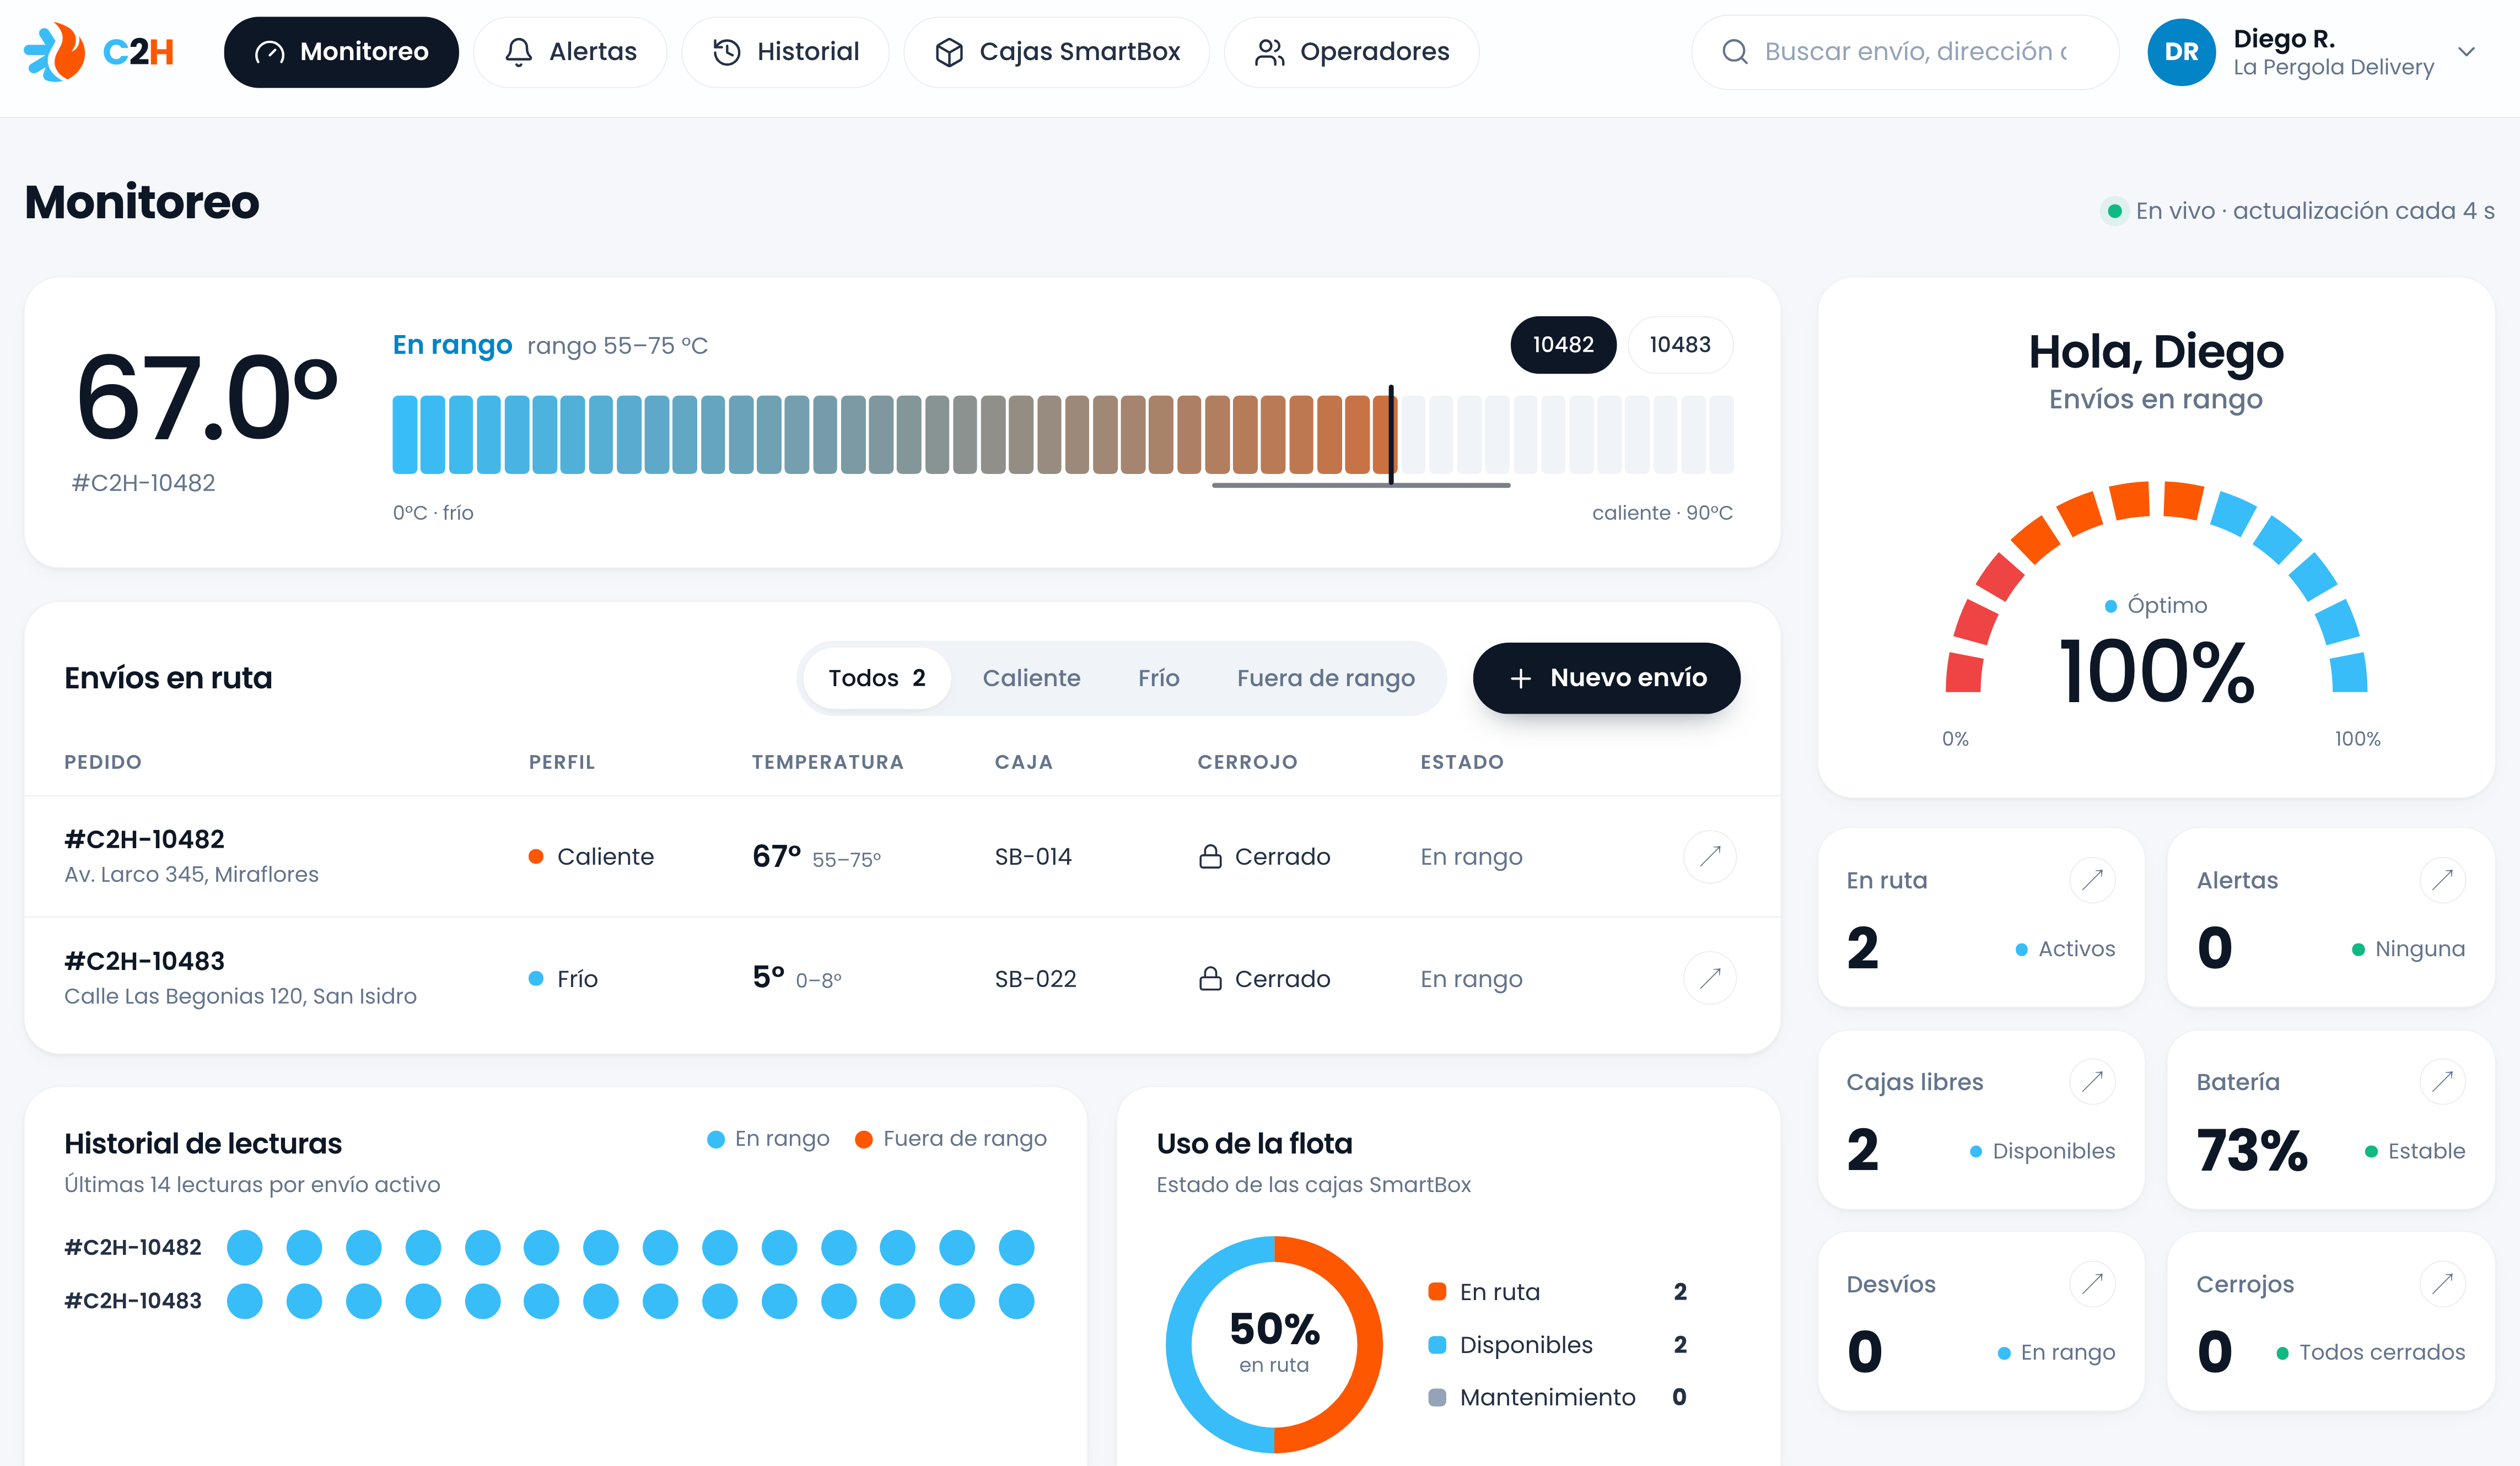 C2H
Monitoreo
Alertas
Historial
Cajas SmartBox
Operadores
Buscar envío, dirección
DR
Diego R.
La Pergola Delivery
Monitoreo
En vivo · actualización cada 4 s
67.0°
#C2H-10482
En rango rango 55–75 °C
10482
10483
0°C · frío
caliente · 90°C
Hola, Diego
Envíos en rango
Óptimo
100%
0%
100%
Envíos en ruta
Todos 2
Caliente
Frío
Fuera de rango
+ Nuevo envío
PEDIDO PERFIL TEMPERATURA CAJA CERROJO ESTADO
#C2H-10482
Av. Larco 345, Miraflores
Caliente
67° 55–75°
SB-014
Cerrado
En rango
#C2H-10483
Calle Las Begonias 120, San Isidro
Frío
5° 0–8°
SB-022
Cerrado
En rango
En ruta
2
Activos
Alertas
0
Ninguna
Cajas libres
2
Disponibles
Batería
73%
Estable
Desvíos
0
En rango
Cerrojos
0
Todos cerrados
Historial de lecturas
Últimas 14 lecturas por envío activo
En rango
Fuera de rango
#C2H-10482
#C2H-10483
Uso de la flota
Estado de las cajas SmartBox
50%
en ruta
En ruta 2
Disponibles 2
Mantenimiento 0